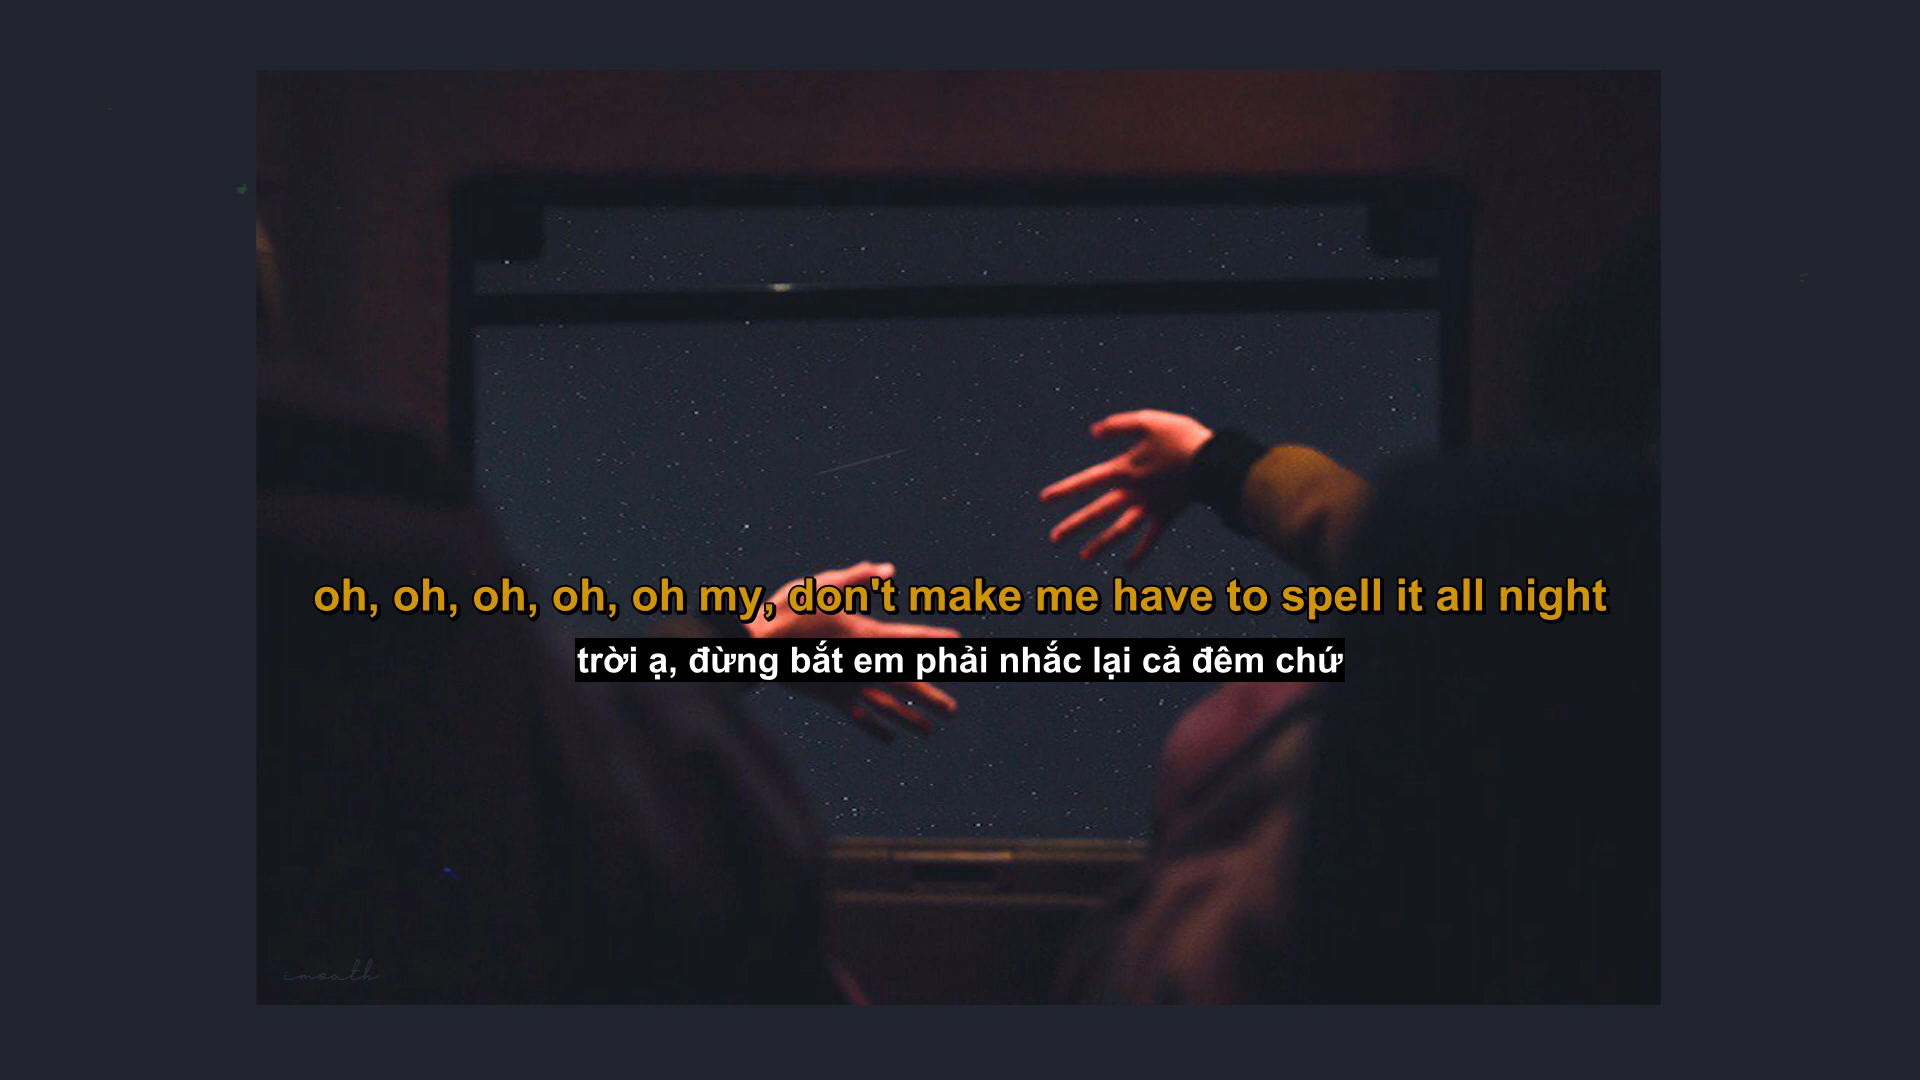 oh, oh, oh, oh, oh my, don't make me have to spell it all night
trời ạ, đừng bắt em phải nhắc lại cả đêm chứ
imoath